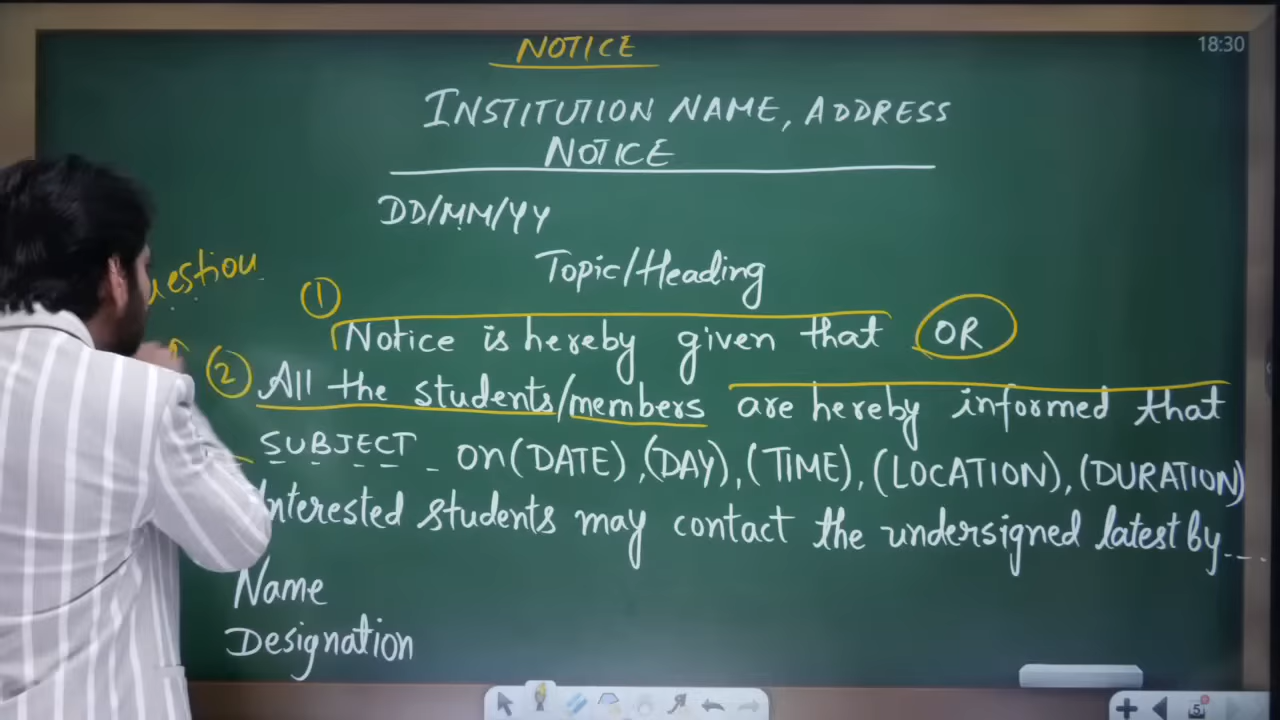 NOTICE
18:30
INSTITUTION NAME, ADDRESS
NOTICE
DD/MM/YY
Topic/Heading
① Notice is hereby given that OR
② All the students/members are hereby informed that
SUBJECT - on (DATE), (DAY), (TIME), (LOCATION), (DURATION)
Interested students may contact the undersigned latest by....
Name
Designation
5